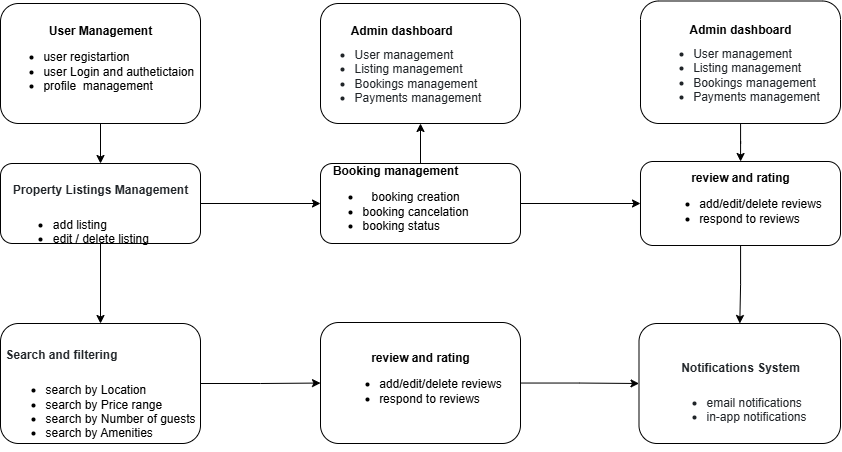 User Management
user registartion
user Login and authetictaion
profile management
Admin dashboard
User management
Listing management
Bookings management
Payments management
Admin dashboard
User management
Listing management
Bookings management
Payments management
Property Listings Management
add listing
edit / delete listing
Booking management
booking creation
booking cancelation
booking status
review and rating
add/edit/delete reviews
respond to reviews
Search and filtering
search by Location
search by Price range
search by Number of guests
search by Amenities
review and rating
add/edit/delete reviews
respond to reviews
Notifications System
email notifications
in-app notifications